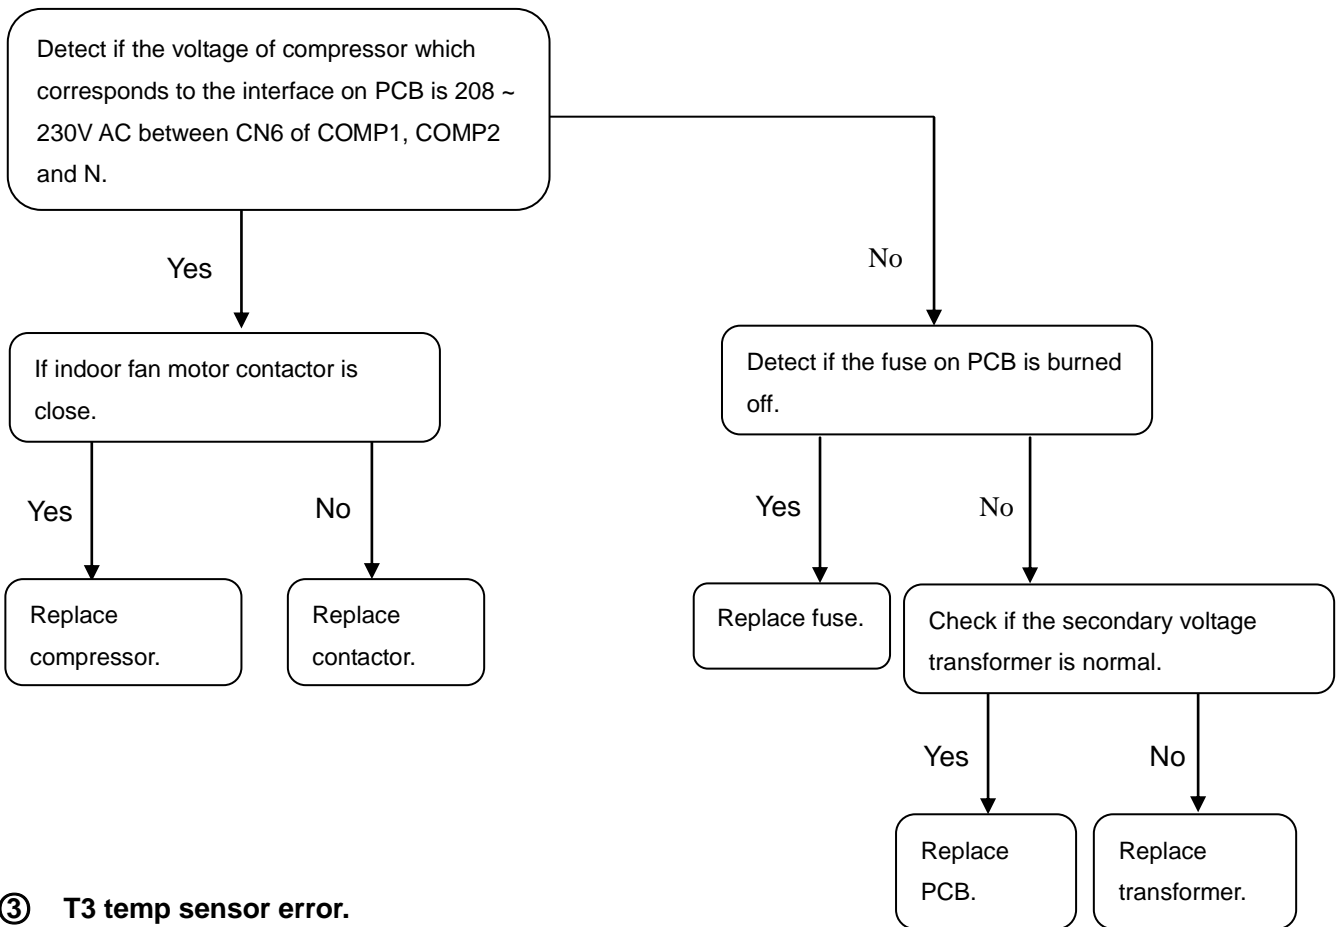 Detect if the voltage of compressor which
corresponds to the interface on PCB is 208 ~
230V AC between CN6 of COMP1, COMP2
and N.
Yes
No
If indoor fan motor contactor is
close.
Detect if the fuse on PCB is burned
off.
Yes
No
Yes
No
Replace
compressor.
Replace
contactor.
Replace fuse.
Check if the secondary voltage
transformer is normal.
Yes
No
Replace
PCB.
Replace
transformer.
③ T3 temp sensor error.